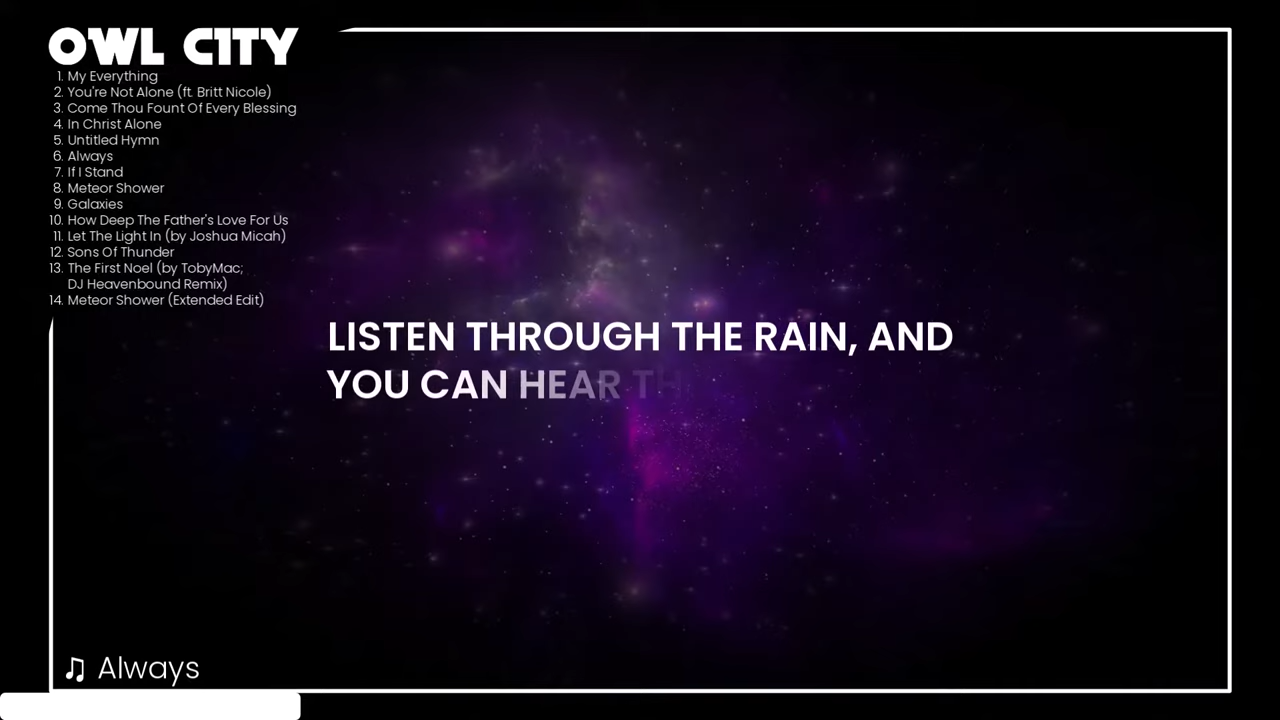 OWL CITY
1. My Everything
2. You're Not Alone (ft. Britt Nicole)
3. Come Thou Fount Of Every Blessing
4. In Christ Alone
5. Untitled Hymn
6. Always
7. If I Stand
8. Meteor Shower
9. Galaxies
10. How Deep The Father's Love For Us
11. Let The Light In (by Joshua Micah)
12. Sons Of Thunder
13. The First Noel (by TobyMac;
DJ Heavenbound Remix)
14. Meteor Shower (Extended Edit)
LISTEN THROUGH THE RAIN, AND
YOU CAN HEAR TH
♫ Always